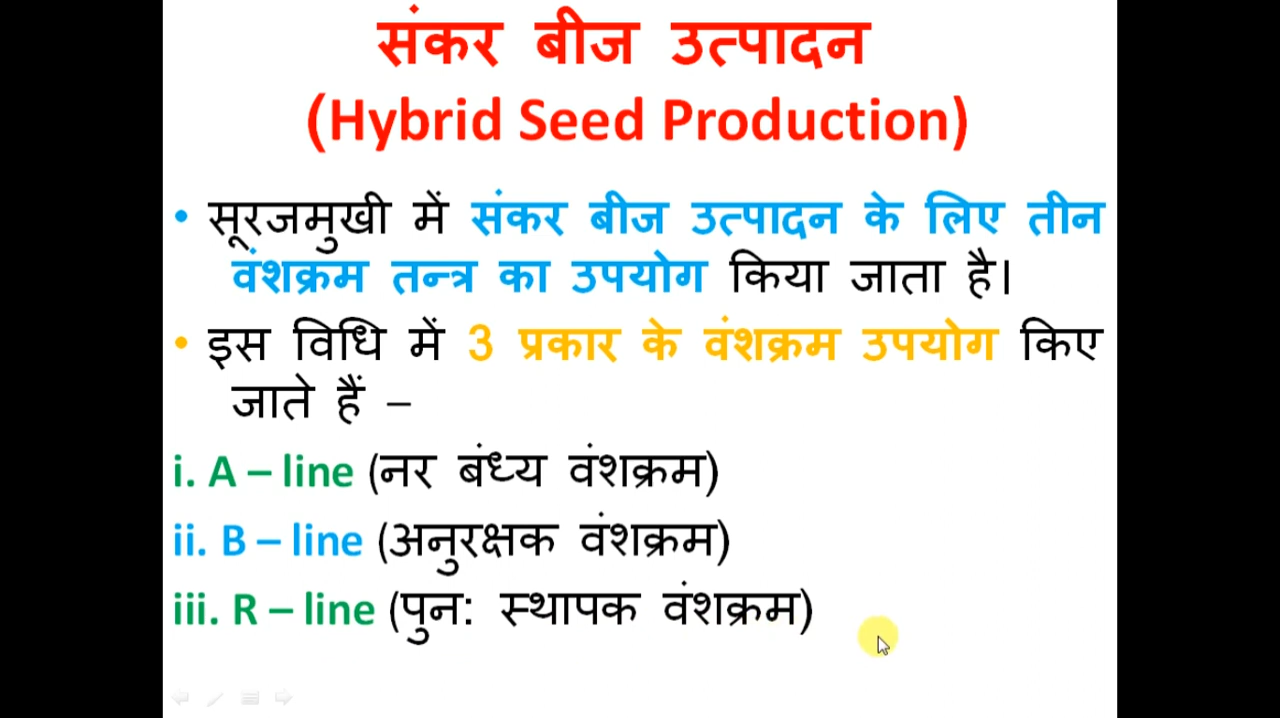 संकर बीज उत्पादन
(Hybrid Seed Production)
• सूरजमुखी में संकर बीज उत्पादन के लिए तीन
वंशक्रम तन्त्र का उपयोग किया जाता है।
• इस विधि में 3 प्रकार के वंशक्रम उपयोग किए
जाते हैं –
i. A – line (नर बंध्य वंशक्रम)
ii. B – line (अनुरक्षक वंशक्रम)
iii. R – line (पुन: स्थापक वंशक्रम)